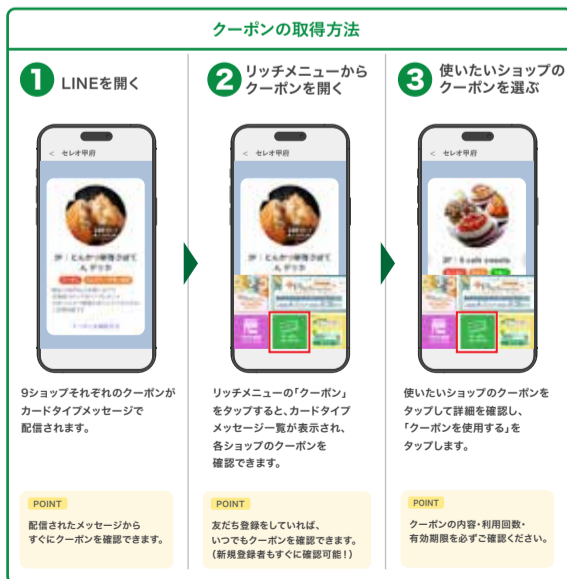 クーポンの取得方法
1 LINEを開く
< セレオ甲府
9ショップそれぞれのクーポンが
カードタイプメッセージで
配信されます。
POINT
配信されたメッセージから
すぐにクーポンを確認できます。
2 リッチメニューから
クーポンを開く
< セレオ甲府
リッチメニューの「クーポン」
をタップすると、カードタイプ
メッセージ一覧が表示され、
各ショップのクーポンを
確認できます。
POINT
友だち登録をしていれば、
いつでもクーポンを確認できます。
(新規登録者もすぐに確認可能!)
3 使いたいショップの
クーポンを選ぶ
< セレオ甲府
使いたいショップのクーポンを
タップして詳細を確認し、
「クーポンを使用する」を
タップします。
POINT
クーポンの内容・利用回数・
有効期限を必ずご確認ください。